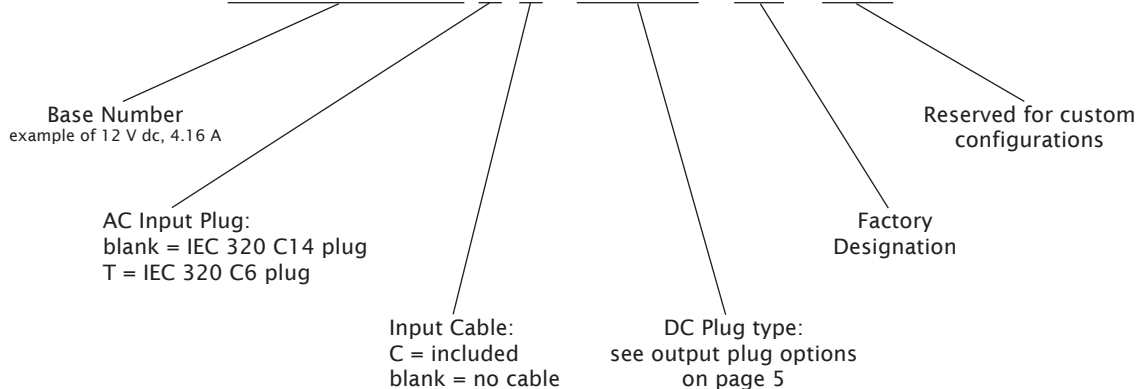 Base Number
example of 12 V dc, 4.16 A
Reserved for custom
configurations
AC Input Plug:
blank = IEC 320 C14 plug
T = IEC 320 C6 plug
Factory
Designation
Input Cable:
C = included
blank = no cable
DC Plug type:
see output plug options
on page 5